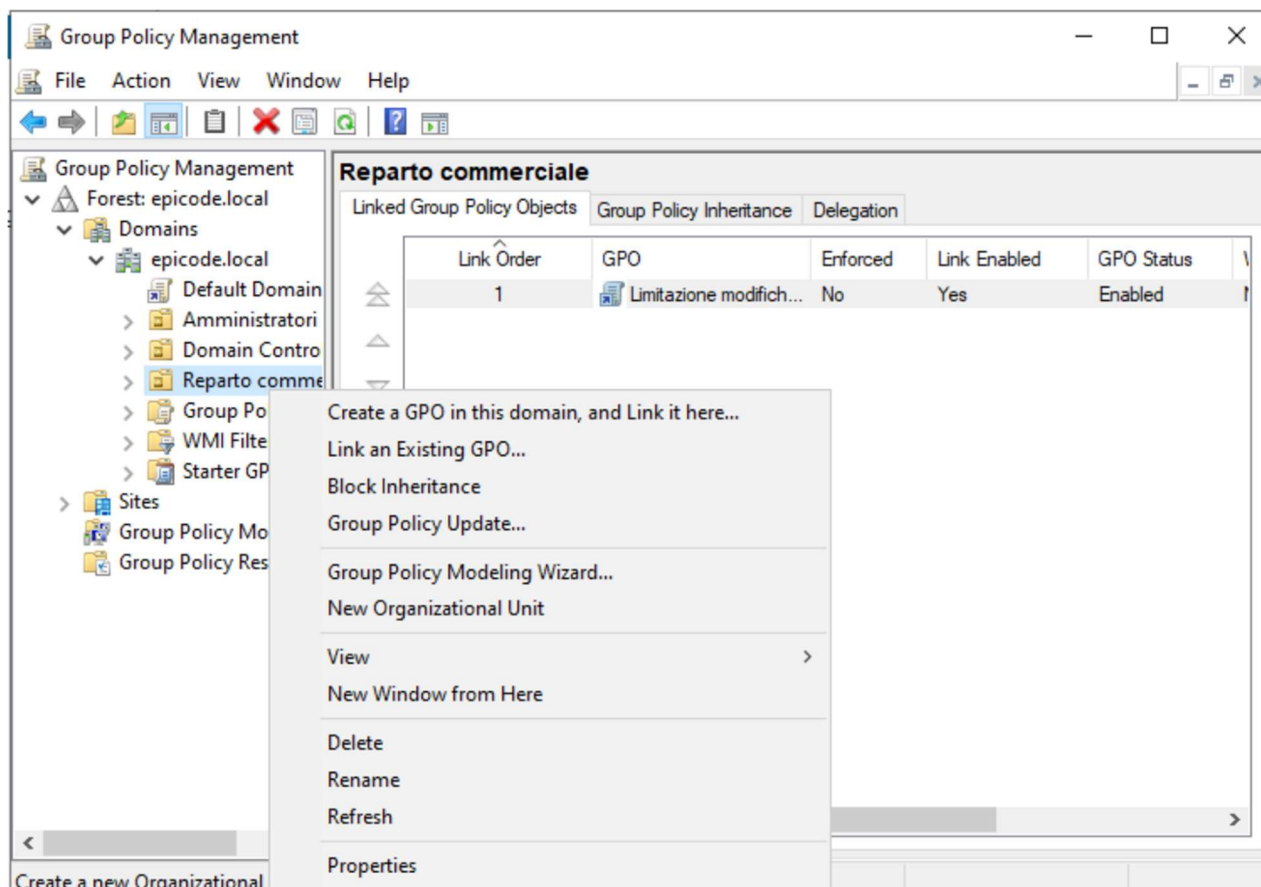 Group Policy Management
File Action View Window Help
Group Policy Management
Forest: epicode.local
Domains
epicode.local
Default Domain
Amministratori
Domain Contro
Reparto comme
Group Po
WMI Filte
Starter GP
Sites
Group Policy Mo
Group Policy Res
Reparto commerciale
Linked Group Policy Objects Group Policy Inheritance Delegation
Link Order GPO Enforced Link Enabled GPO Status
1 Limitazione modifich... No Yes Enabled
Create a GPO in this domain, and Link it here...
Link an Existing GPO...
Block Inheritance
Group Policy Update...
Group Policy Modeling Wizard...
New Organizational Unit
View
New Window from Here
Delete
Rename
Refresh
Properties
Create a new Organizational